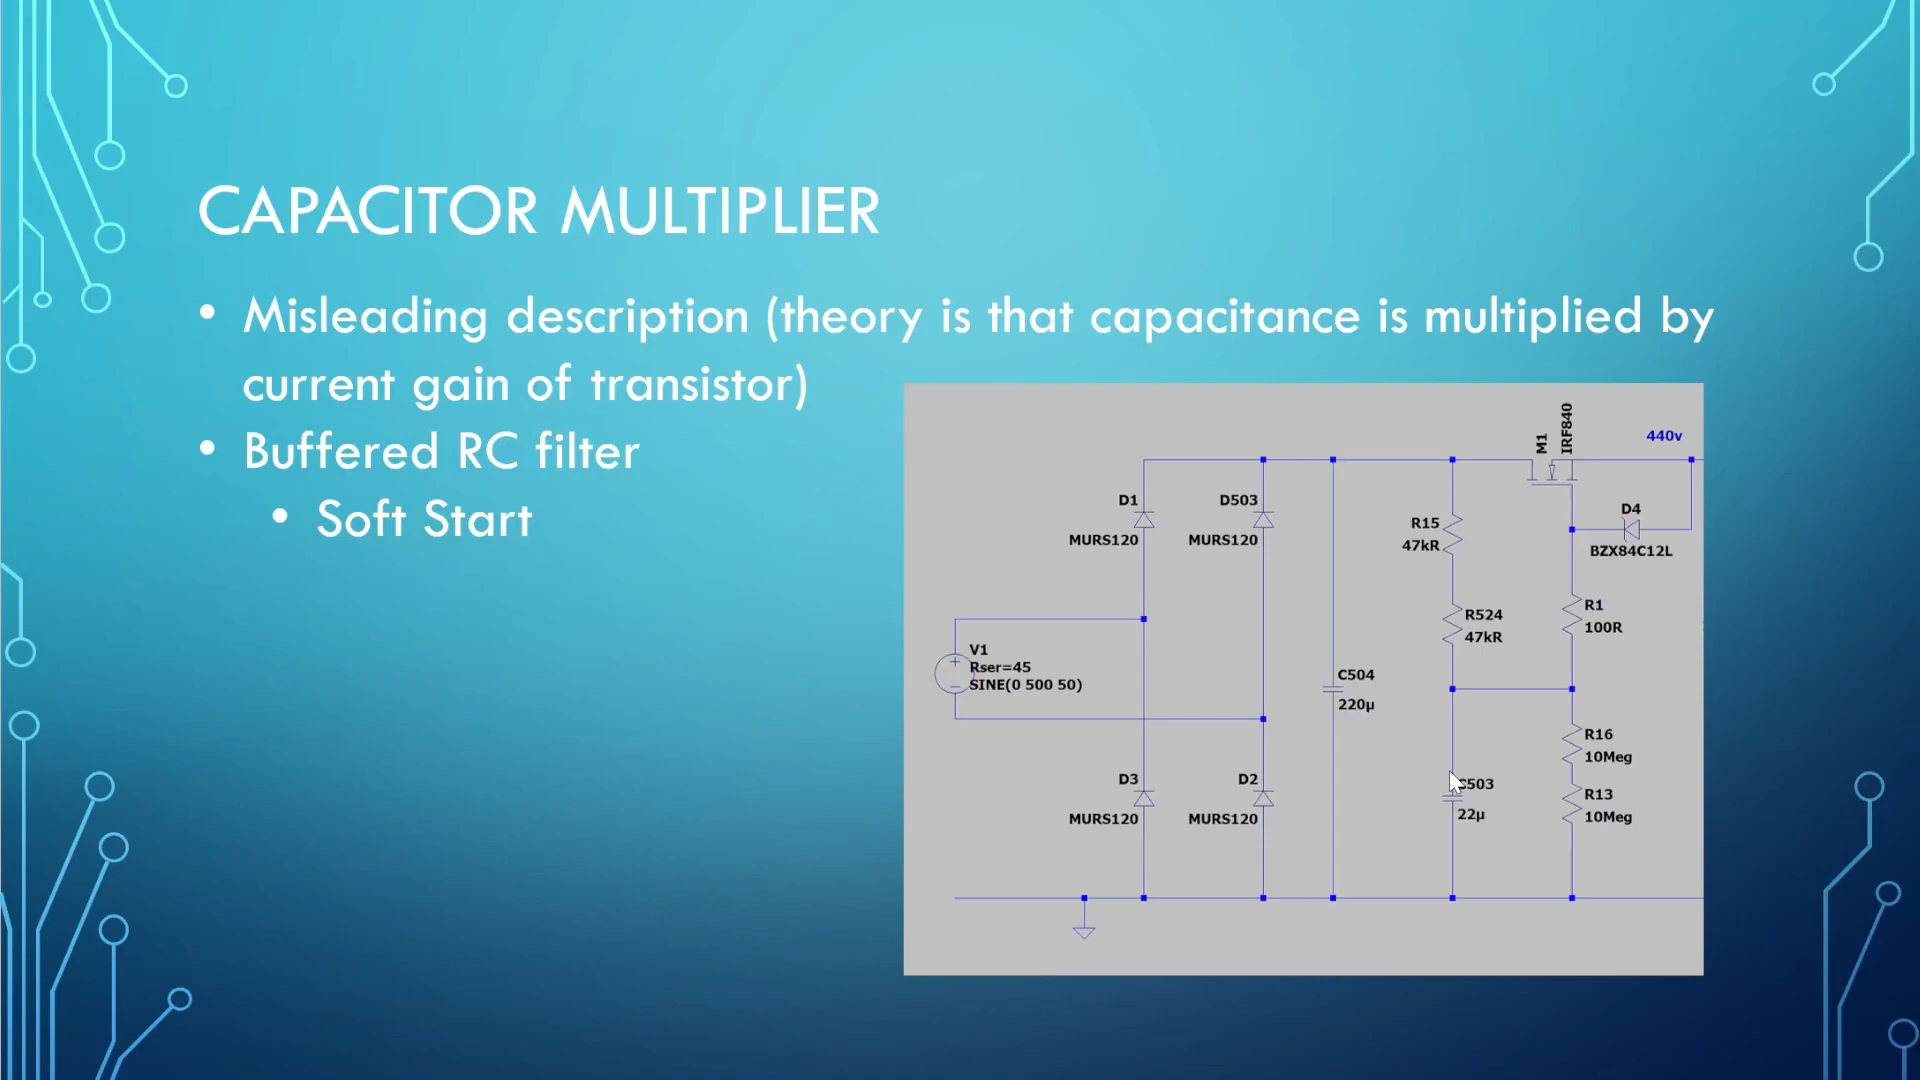 CAPACITOR MULTIPLIER
• Misleading description (theory is that capacitance is multiplied by
current gain of transistor)
• Buffered RC filter
• Soft Start
M1
IRF840
440v
D1
MURS120
D503
MURS120
R15
47kR
D4
BZX84C12L
R524
47kR
R1
100R
V1
Rser=45
SINE(0 500 50)
C504
220µ
R16
10Meg
D3
MURS120
D2
MURS120
503
22µ
R13
10Meg